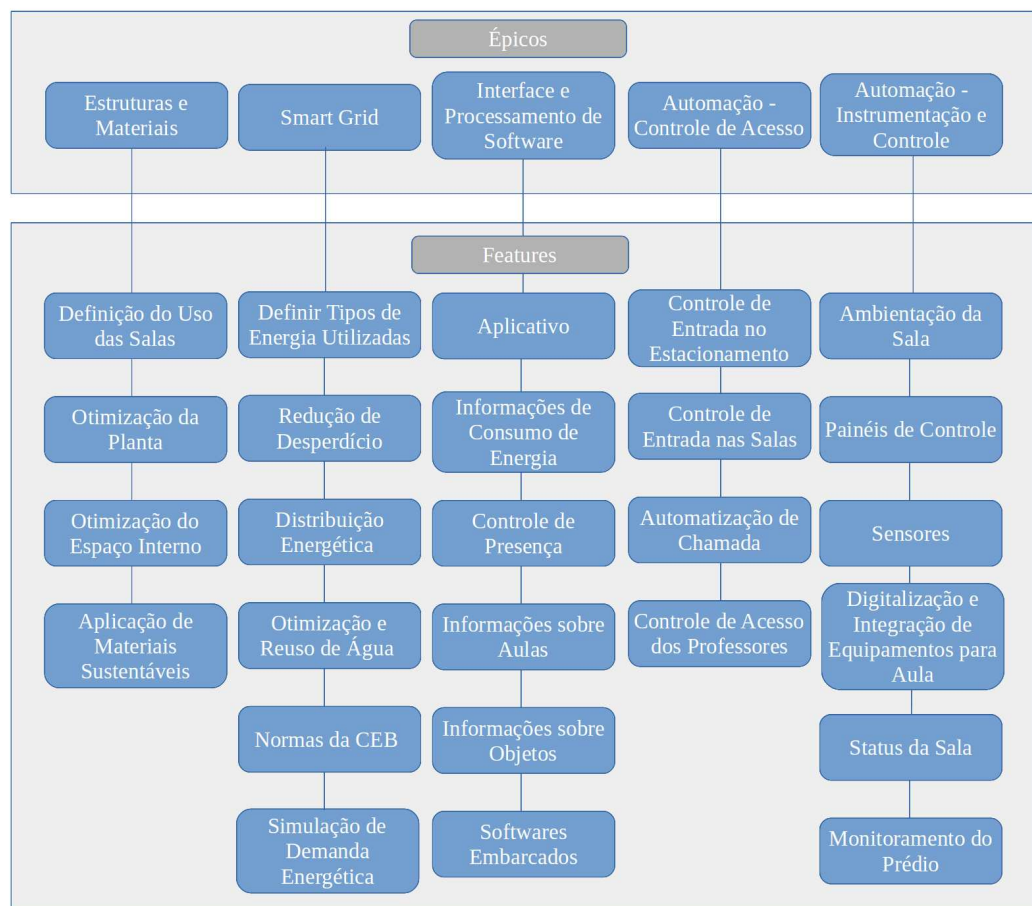 Épicos
Estruturas e
Materiais
Smart Grid
Interface e
Processamento de
Software
Automação -
Controle de Acesso
Automação -
Instrumentação e
Controle
Features
Definição do Uso
das Salas
Otimização da
Planta
Otimização do
Espaço Interno
Aplicação de
Materiais
Sustentáveis
Definir Tipos de
Energia Utilizadas
Redução de
Desperdício
Distribuição
Energética
Otimização e
Reuso de Água
Normas da CEB
Simulação de
Demanda
Energética
Aplicativo
Informações de
Consumo de
Energia
Controle de
Presença
Informações sobre
Aulas
Informações sobre
Objetos
Softwares
Embarcados
Controle de
Entrada no
Estacionamento
Controle de
Entrada nas Salas
Automatização de
Chamada
Controle de Acesso
dos Professores
Ambientação da
Sala
Painéis de Controle
Sensores
Digitalização e
Integração de
Equipamentos para
Aula
Status da Sala
Monitoramento do
Prédio